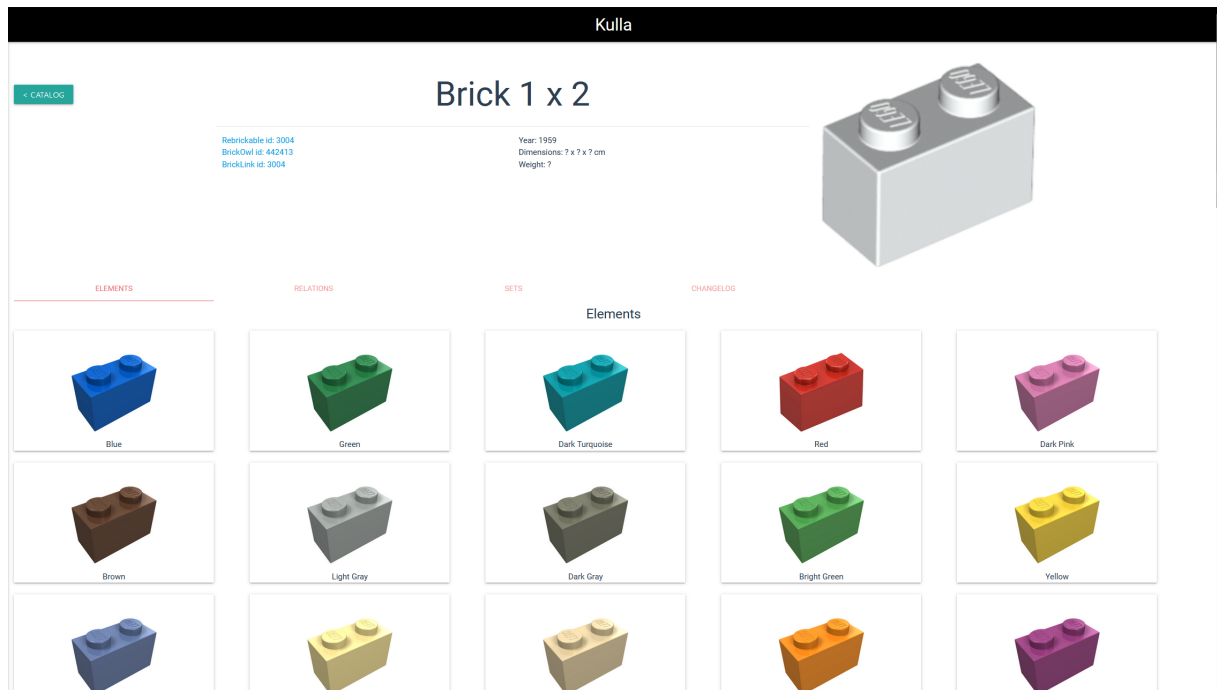 Kulla
< CATALOG
Brick 1 x 2
Rebrickable id: 3004
BrickOwl id: 442413
BrickLink id: 3004
Year: 1959
Dimensions: ? x ? x ? cm
Weight: ?
LEGO LEGO
ELEMENTS RELATIONS SETS CHANGELOG
Elements
Blue Green Dark Turquoise Red Dark Pink
Brown Light Gray Dark Gray Bright Green Yellow